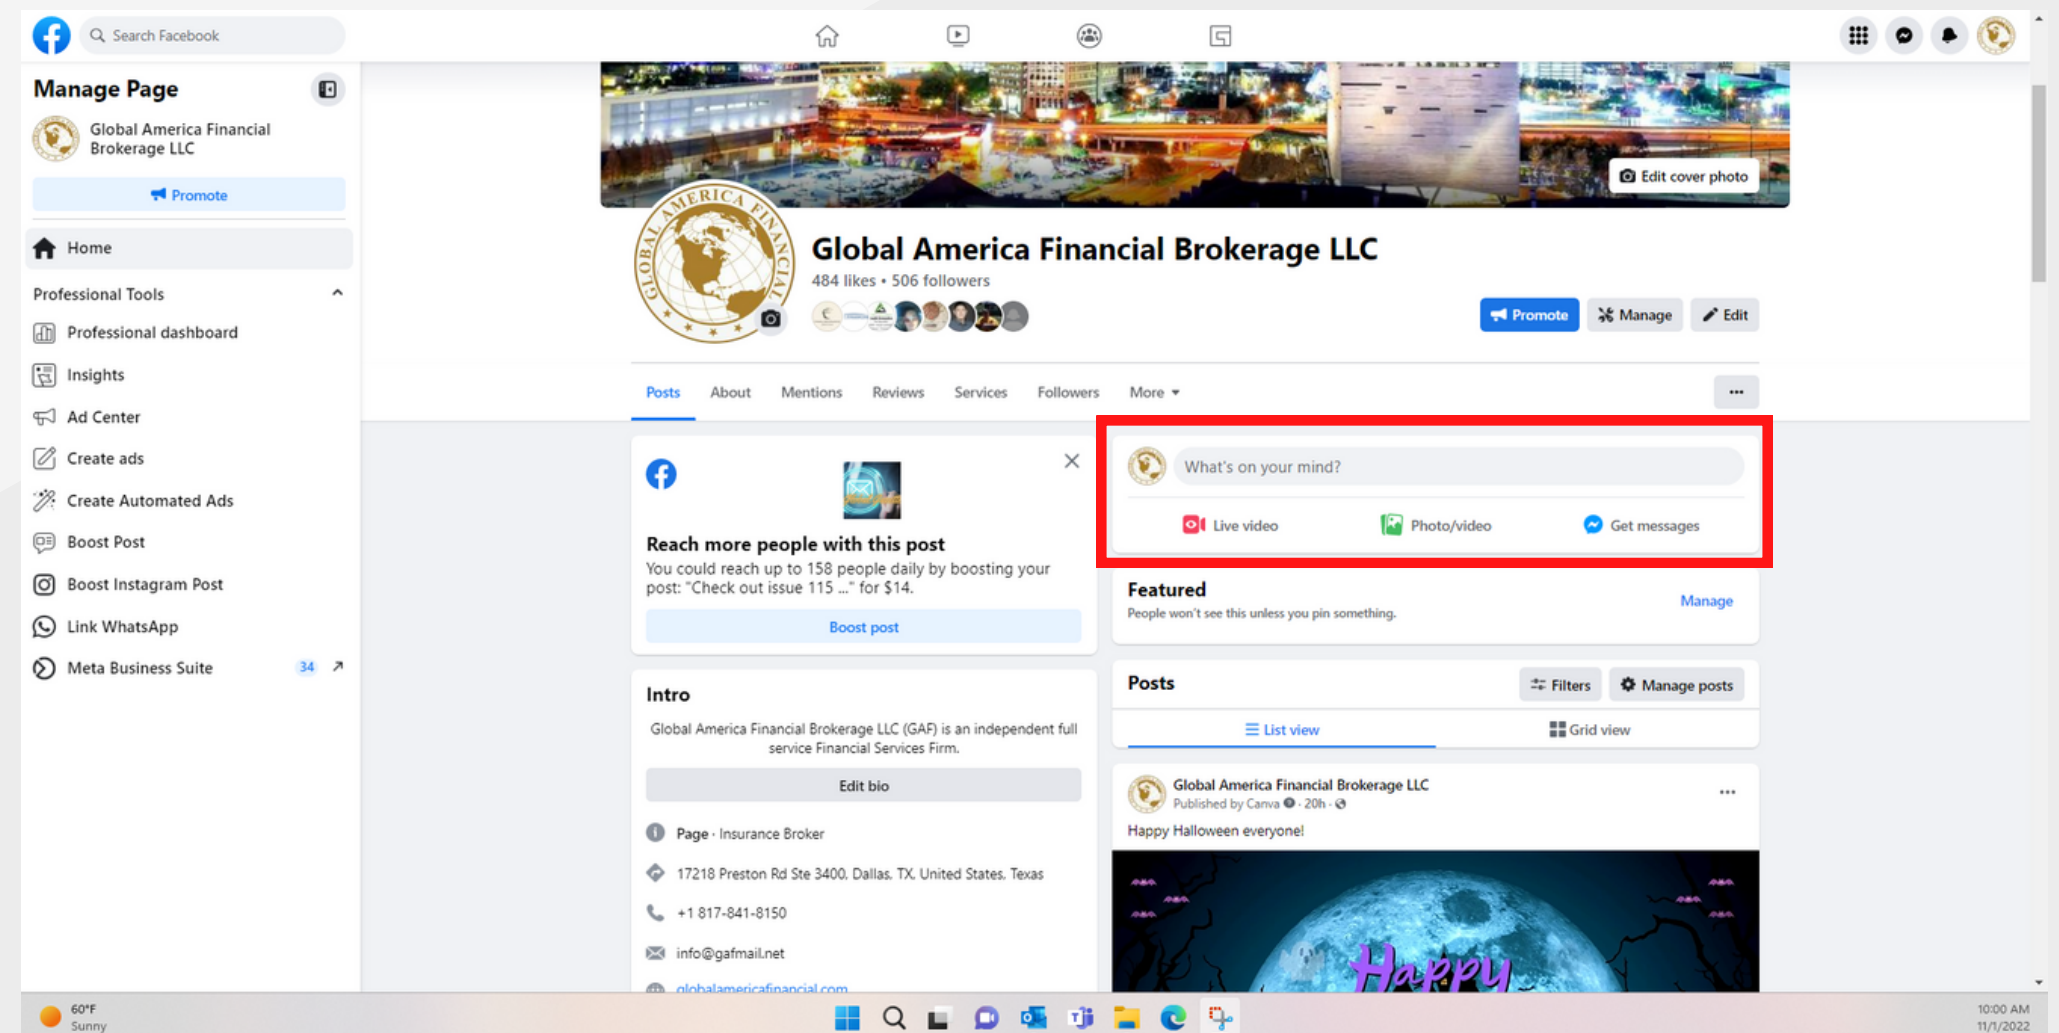 Search Facebook
Manage Page
Global America Financial
Brokerage LLC
Promote
Home
Professional Tools
Professional dashboard
Insights
Ad Center
Create ads
Create Automated Ads
Boost Post
Boost Instagram Post
Link WhatsApp
Meta Business Suite 34
Edit cover photo
GLOBAL AMERICA FINANCIAL
Global America Financial Brokerage LLC
484 likes • 506 followers
Promote Manage Edit
Posts About Mentions Reviews Services Followers More
Reach more people with this post
You could reach up to 158 people daily by boosting your
post: "Check out issue 115 ..." for $14.
Boost post
Intro
Global America Financial Brokerage LLC (GAF) is an independent full
service Financial Services Firm.
Edit bio
Page · Insurance Broker
17218 Preston Rd Ste 3400, Dallas, TX, United States, Texas
+1 817-841-8150
info@gafmail.net
globalamericafinancial.com
What's on your mind?
Live video Photo/video Get messages
Featured
People won't see this unless you pin something.
Manage
Posts
Filters Manage posts
List view Grid view
Global America Financial Brokerage LLC
Published by Canva · 20h ·
Happy Halloween everyone!
Happy
60°F
Sunny
10:00 AM
11/1/2022